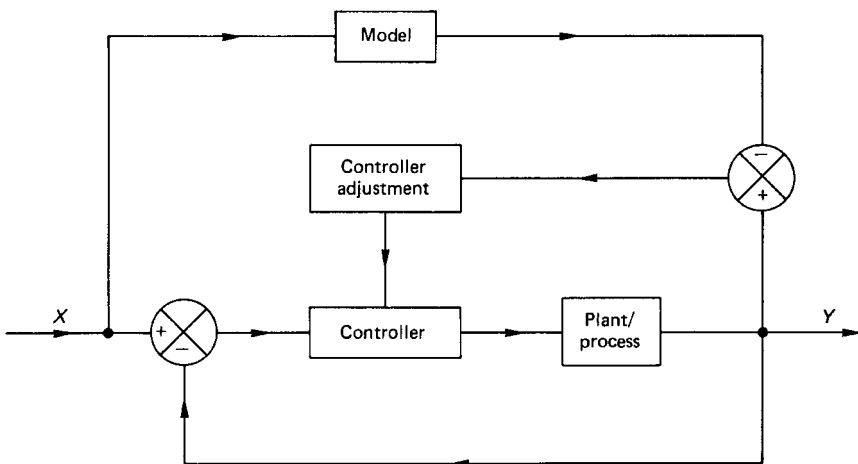 Model
−
+
Controller
adjustment
X
+
−
Controller
Plant/
process
Y